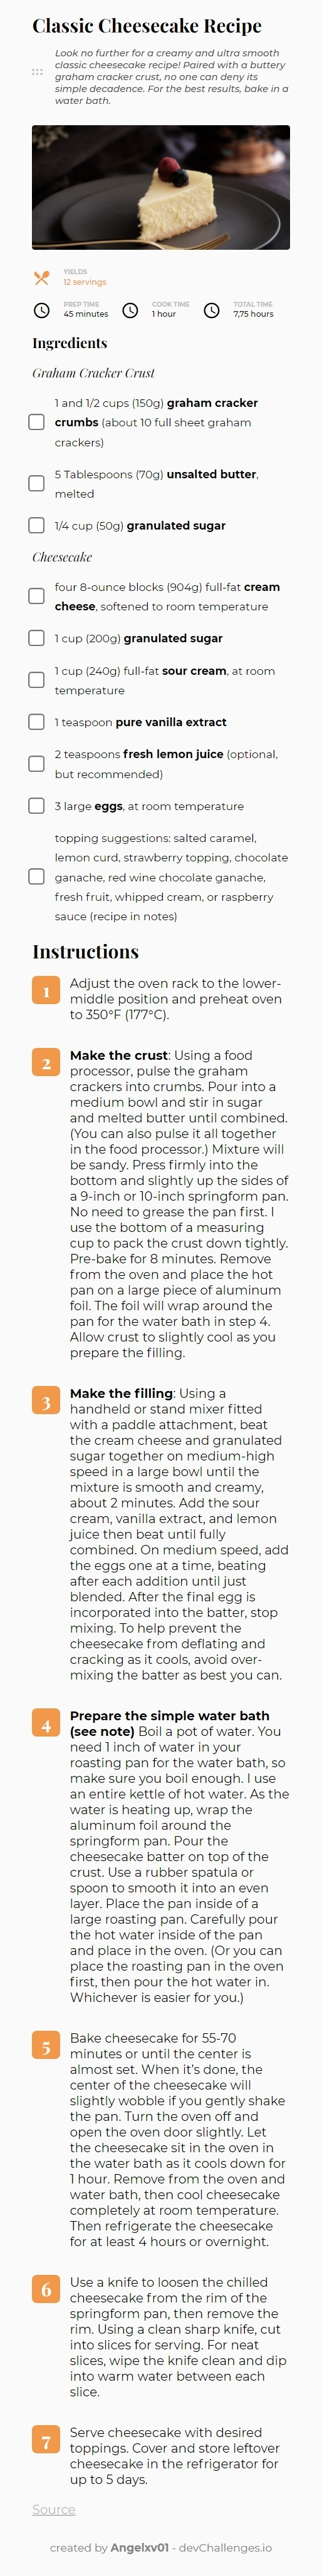 Classic Cheesecake Recipe
Look no further for a creamy and ultra smooth
classic cheesecake recipe! Paired with a buttery
graham cracker crust, no one can deny its
simple decadence. For the best results, bake in a
water bath.
YIELDS
12 servings
PREP TIME
45 minutes
COOK TIME
1 hour
TOTAL TIME
7,75 hours
Ingredients
Graham Cracker Crust
1 and 1/2 cups (150g) graham cracker
crumbs (about 10 full sheet graham
crackers)
5 Tablespoons (70g) unsalted butter,
melted
1/4 cup (50g) granulated sugar
Cheesecake
four 8-ounce blocks (904g) full-fat cream
cheese, softened to room temperature
1 cup (200g) granulated sugar
1 cup (240g) full-fat sour cream, at room
temperature
1 teaspoon pure vanilla extract
2 teaspoons fresh lemon juice (optional,
but recommended)
3 large eggs, at room temperature
topping suggestions: salted caramel,
lemon curd, strawberry topping, chocolate
ganache, red wine chocolate ganache,
fresh fruit, whipped cream, or raspberry
sauce (recipe in notes)
Instructions
1
Adjust the oven rack to the lower-
middle position and preheat oven
to 350°F (177°C).
2
Make the crust: Using a food
processor, pulse the graham
crackers into crumbs. Pour into a
medium bowl and stir in sugar
and melted butter until combined.
(You can also pulse it all together
in the food processor.) Mixture will
be sandy. Press firmly into the
bottom and slightly up the sides of
a 9-inch or 10-inch springform pan.
No need to grease the pan first. I
use the bottom of a measuring
cup to pack the crust down tightly.
Pre-bake for 8 minutes. Remove
from the oven and place the hot
pan on a large piece of aluminum
foil. The foil will wrap around the
pan for the water bath in step 4.
Allow crust to slightly cool as you
prepare the filling.
3
Make the filling: Using a
handheld or stand mixer fitted
with a paddle attachment, beat
the cream cheese and granulated
sugar together on medium-high
speed in a large bowl until the
mixture is smooth and creamy,
about 2 minutes. Add the sour
cream, vanilla extract, and lemon
juice then beat until fully
combined. On medium speed, add
the eggs one at a time, beating
after each addition until just
blended. After the final egg is
incorporated into the batter, stop
mixing. To help prevent the
cheesecake from deflating and
cracking as it cools, avoid over-
mixing the batter as best you can.
4
Prepare the simple water bath
(see note) Boil a pot of water. You
need 1 inch of water in your
roasting pan for the water bath, so
make sure you boil enough. I use
an entire kettle of hot water. As the
water is heating up, wrap the
aluminum foil around the
springform pan. Pour the
cheesecake batter on top of the
crust. Use a rubber spatula or
spoon to smooth it into an even
layer. Place the pan inside of a
large roasting pan. Carefully pour
the hot water inside of the pan
and place in the oven. (Or you can
place the roasting pan in the oven
first, then pour the hot water in.
Whichever is easier for you.)
5
Bake cheesecake for 55-70
minutes or until the center is
almost set. When it's done, the
center of the cheesecake will
slightly wobble if you gently shake
the pan. Turn the oven off and
open the oven door slightly. Let
the cheesecake sit in the oven in
the water bath as it cools down for
1 hour. Remove from the oven and
water bath, then cool cheesecake
completely at room temperature.
Then refrigerate the cheesecake
for at least 4 hours or overnight.
6
Use a knife to loosen the chilled
cheesecake from the rim of the
springform pan, then remove the
rim. Using a clean sharp knife, cut
into slices for serving. For neat
slices, wipe the knife clean and dip
into warm water between each
slice.
7
Serve cheesecake with desired
toppings. Cover and store leftover
cheesecake in the refrigerator for
up to 5 days.
Source
created by Angelxv01 - devChallenges.io